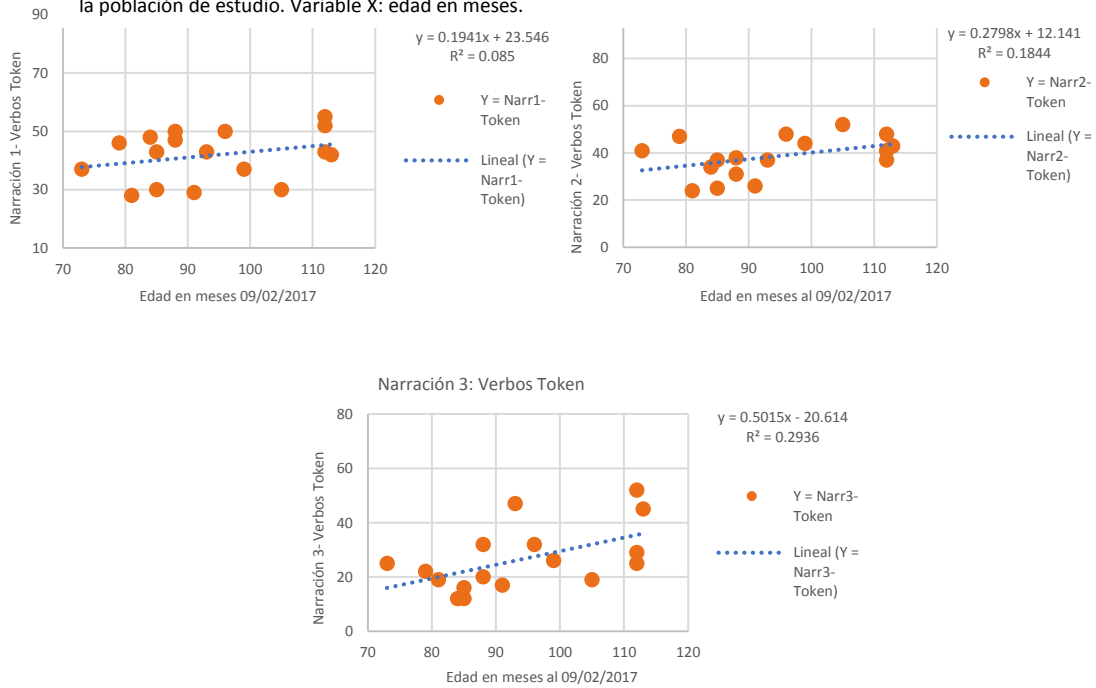 la población de estudio. Variable X: edad en meses.
90
70
50
30
10
Narración 1- Verbos Token
70 80 90 100 110 120
Edad en meses 09/02/2017
y = 0.1941x + 23.546
R² = 0.085
Y = Narr1-
Token
Lineal (Y =
Narr1-
Token)
80
60
40
20
0
Narración 2- Verbos Token
70 80 90 100 110 120
Edad en meses al 09/02/2017
y = 0.2798x + 12.141
R² = 0.1844
Y = Narr2-
Token
Lineal (Y =
Narr2-
Token)
Narración 3: Verbos Token
80
60
40
20
0
Narración 3- Verbos Token
70 80 90 100 110 120
Edad en meses al 09/02/2017
y = 0.5015x - 20.614
R² = 0.2936
Y = Narr3-
Token
Lineal (Y =
Narr3-
Token)